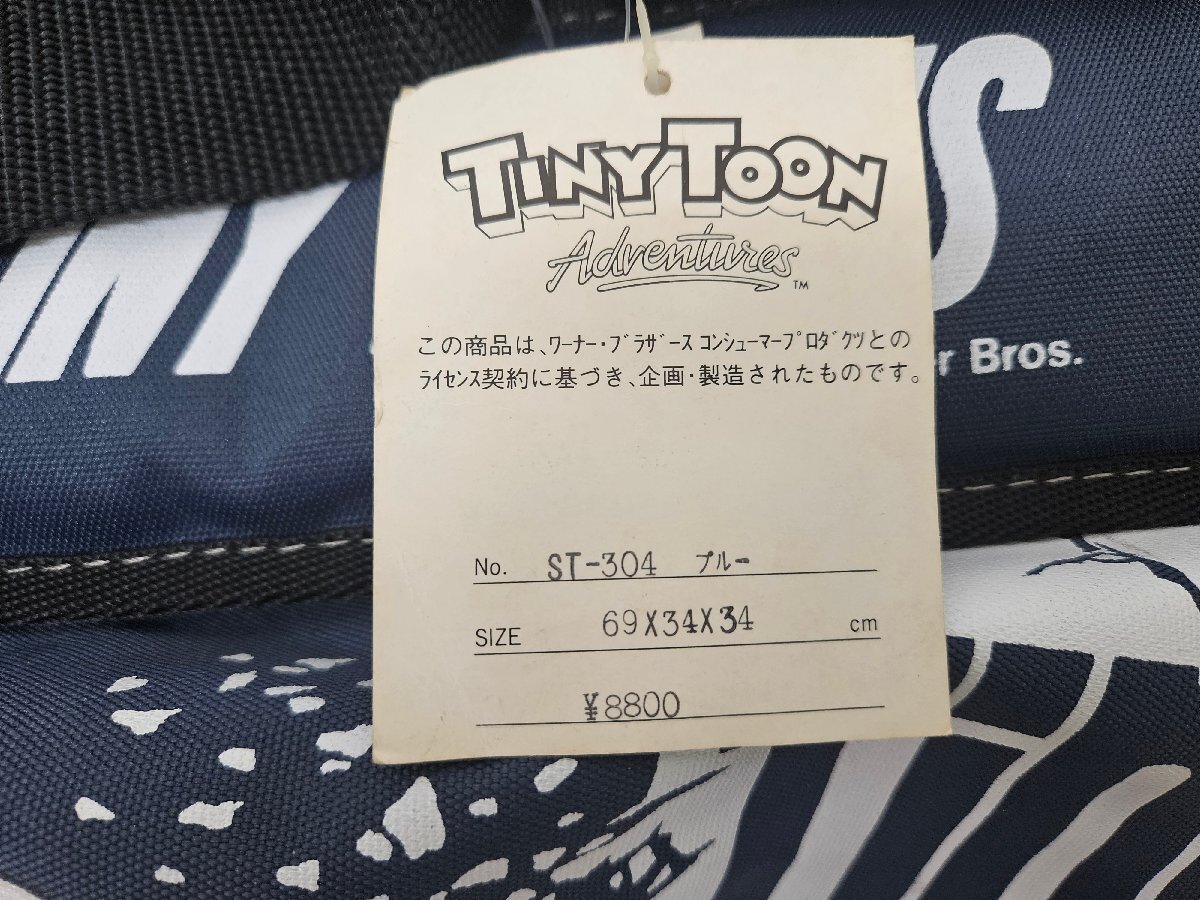 TINY TOON
Adventures
TM
この商品は、ワーナー・ブラザース コンシューマープロダクツとの
ライセンス契約に基づき、企画・製造されたものです。
r Bros.
No. ST-304 ブルー
SIZE 69X34X34 cm
¥8800